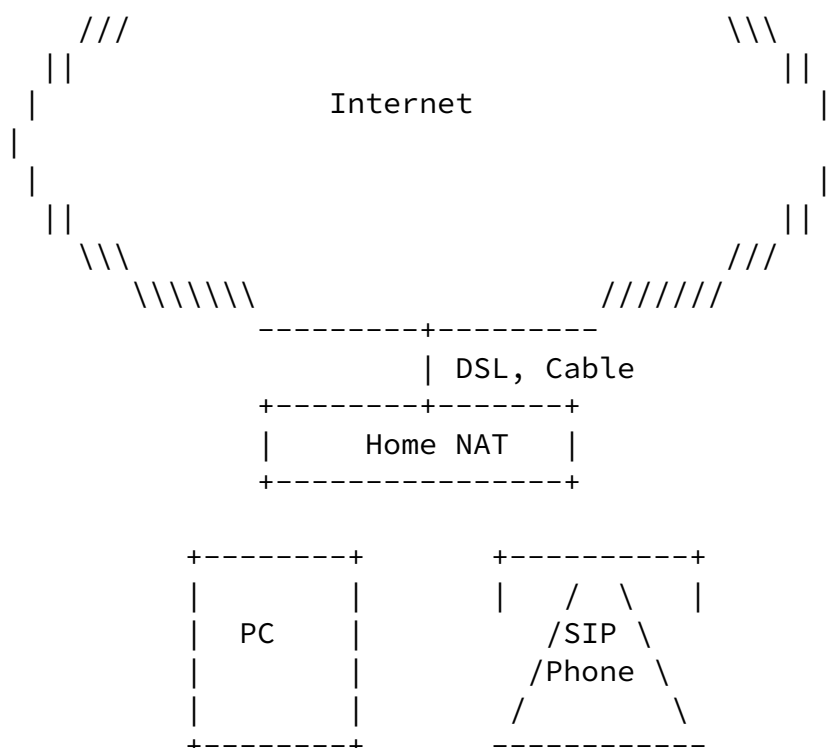 Internet
DSL, Cable
Home NAT
PC
SIP
Phone